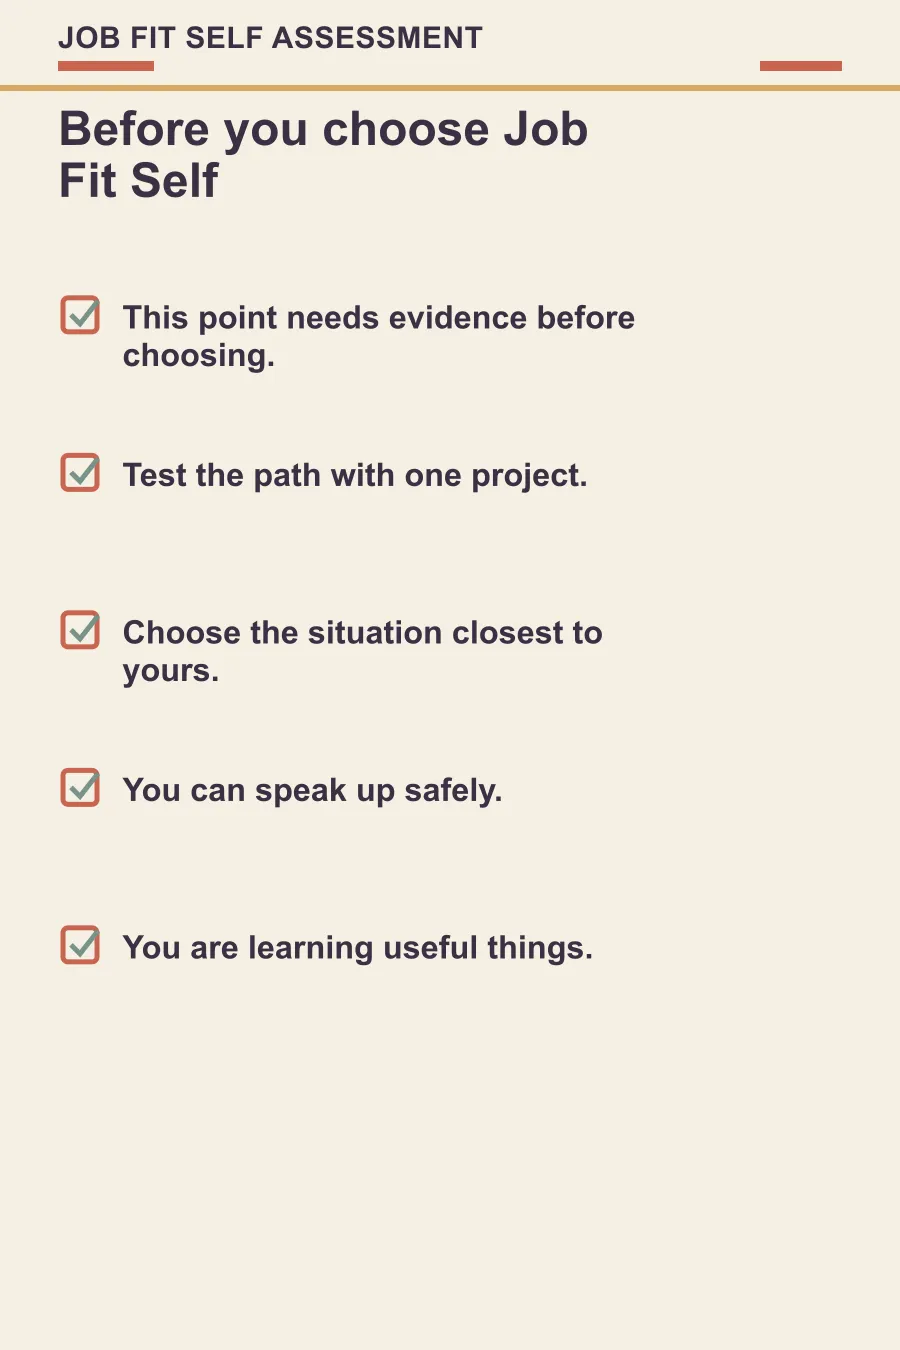 JOB FIT SELF ASSESSMENT
Before you choose Job
Fit Self
This point needs evidence before
choosing.
Test the path with one project.
Choose the situation closest to
yours.
You can speak up safely.
You are learning useful things.